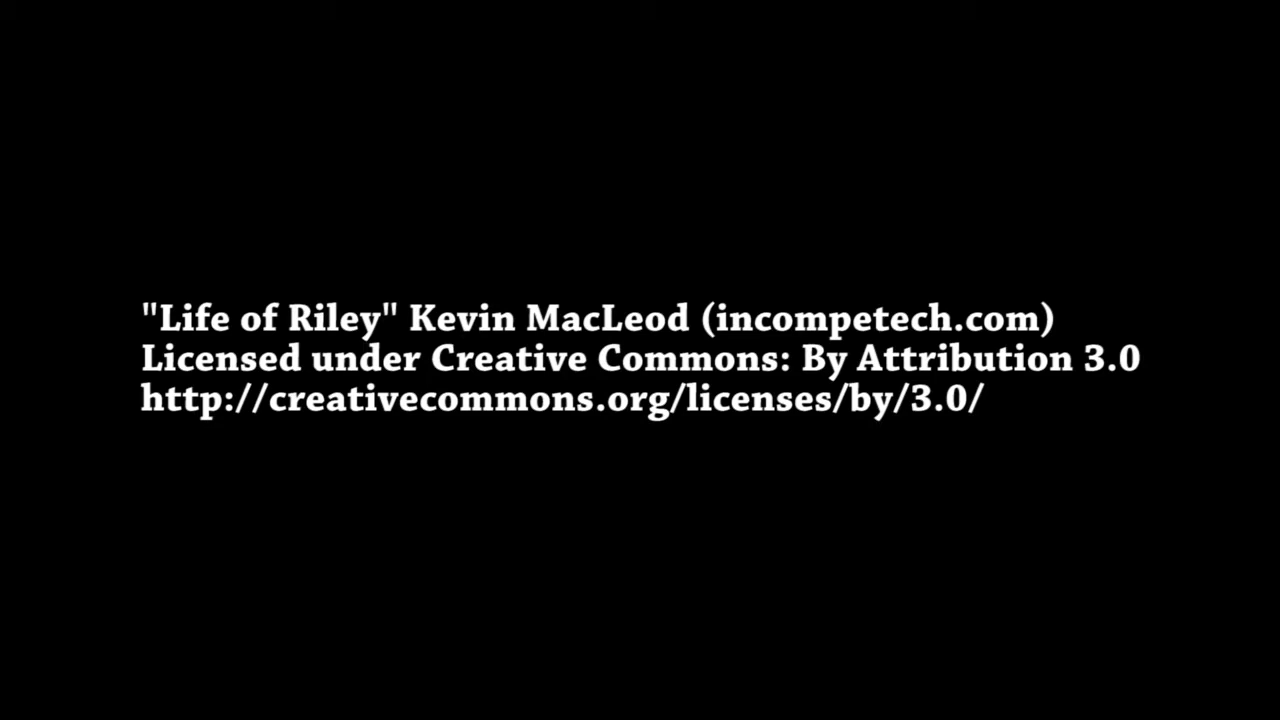 "Life of Riley" Kevin MacLeod (incompetech.com)
Licensed under Creative Commons: By Attribution 3.0
http://creativecommons.org/licenses/by/3.0/